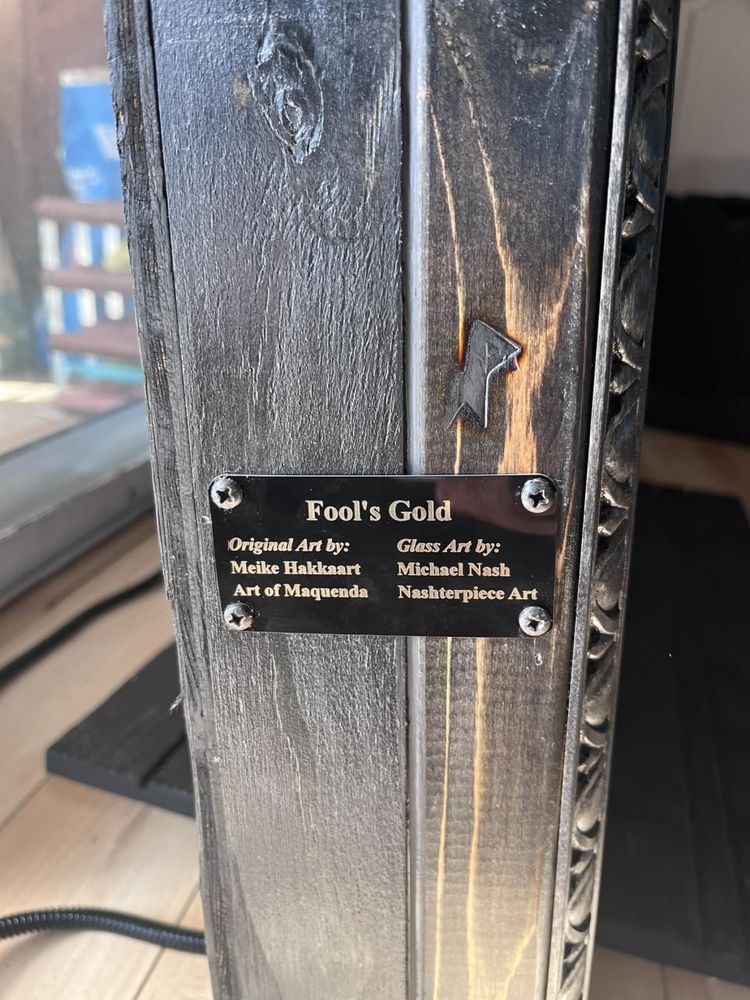 Fool's Gold
Original Art by:
Meike Hakkaart
Art of Maquenda
Glass Art by:
Michael Nash
Nashterpiece Art